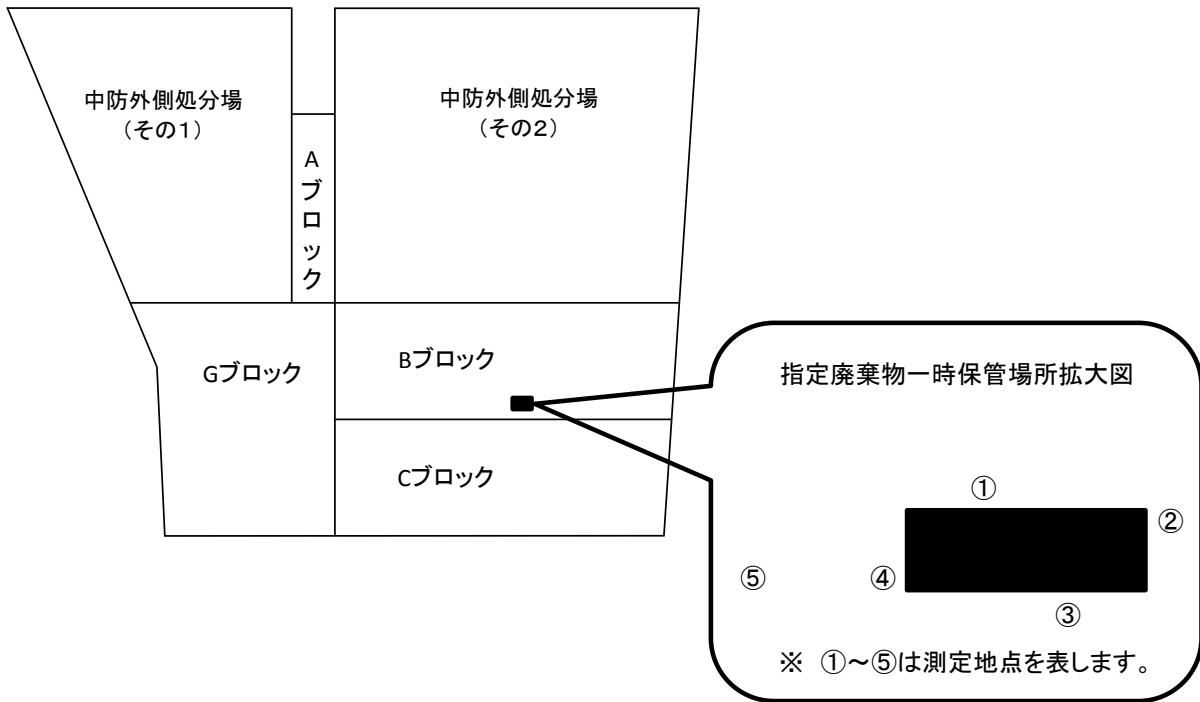 中防外側処分場
（その１）
中防外側処分場
（その２）
Aブロック
Gブロック
Bブロック
Cブロック
指定廃棄物一時保管場所拡大図
①
②
③
④
⑤
※　①～⑤は測定地点を表します。